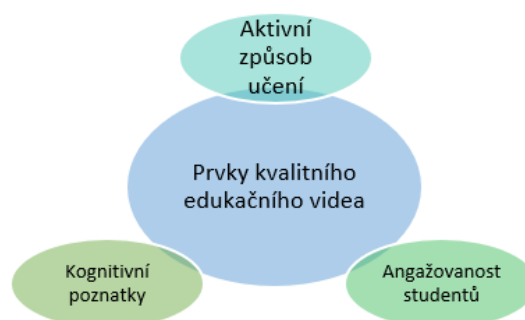 Aktivní
způsob
učení
Prvky kvalitního
edukačního videa
Kognitivní
poznatky
Angažovanost
studentů